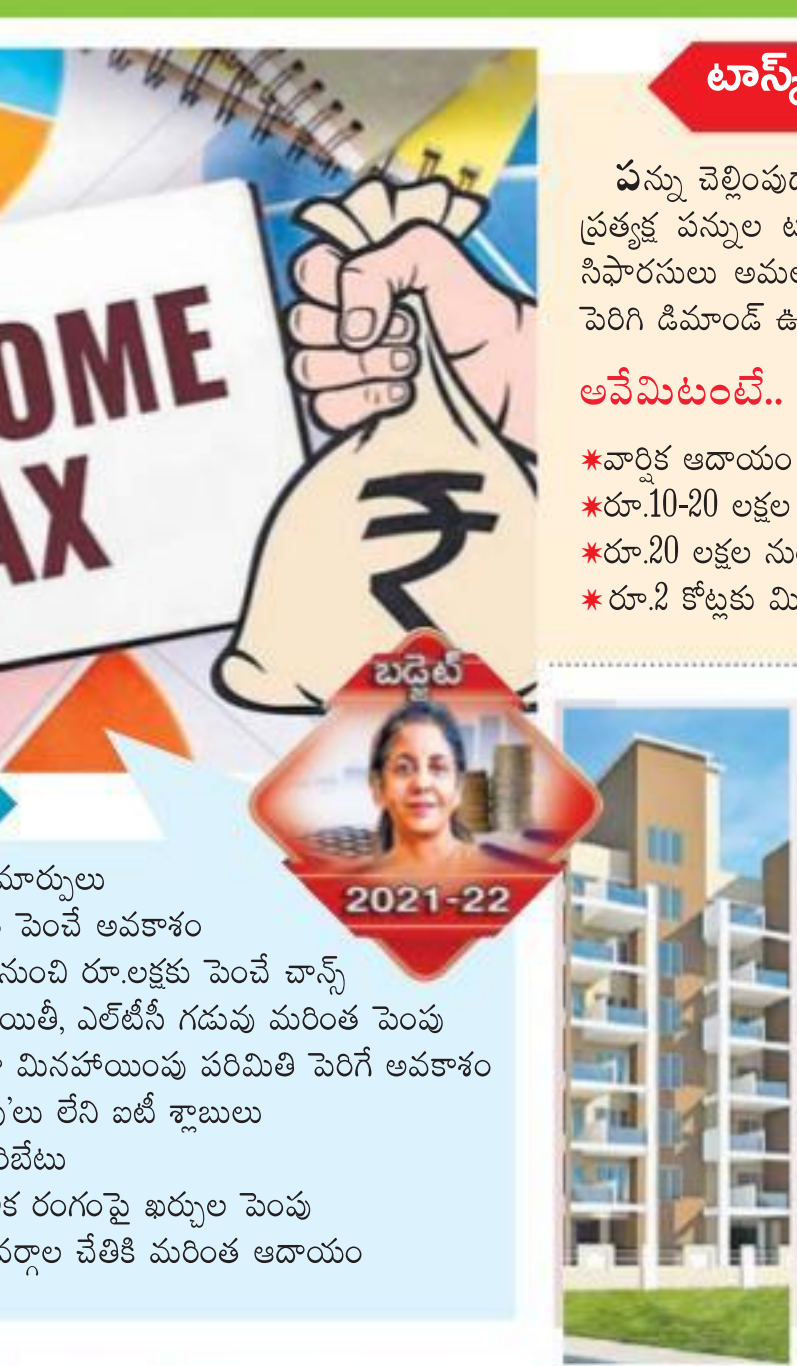 OME
AX
బడ్జెట్
2021-22
మార్పులు
పెంచే అవకాశం
నుంచి రూ.లక్షకు పెంచే చాన్స్
యితీ, ఎల్‌టీసీ గడువు మరింత పెంపు
మినహాయింపు పరిమితి పెరిగే అవకాశం
'లు లేని ఐటీ శ్లాబులు
రిబేటు
క రంగంపై ఖర్చుల పెంపు
వర్గాల చేతికి మరింత ఆదాయం
టాస్క్
పన్ను చెల్లింపుదా
ప్రత్యక్ష పన్నుల టా
సిఫారసులు అమల
పెరిగి డిమాండ్ ఉ
అవేమిటంటే..
✷వార్షిక ఆదాయం
✷రూ.10-20 లక్షల
✷రూ.20 లక్షల నుం
✷రూ.2 కోట్లకు మి